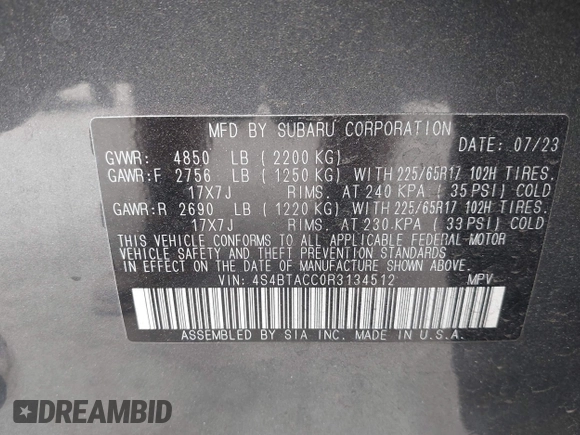 MFD BY SUBARU CORPORATION
DATE: 07/23
GVWR: 4850 LB (2200 KG)
GAWR:F 2756 LB (1250 KG) WITH 225/65R17 102H TIRES.
17X7J RIMS. AT 240 KPA (35 PSI) COLD
GAWR:R 2690 LB (1220 KG) WITH 225/65R17 102H TIRES.
17X7J RIMS. AT 230 KPA (33 PSI) COLD
THIS VEHICLE CONFORMS TO ALL APPLICABLE FEDERAL MOTOR
VEHICLE SAFETY AND THEFT PREVENTION STANDARDS
IN EFFECT ON THE DATE OF MANUFACTURE SHOWN ABOVE.
VIN: 4S4BTACC0R3134512 MPV
ASSEMBLED BY SIA INC. MADE IN U.S.A.
DREAMBID